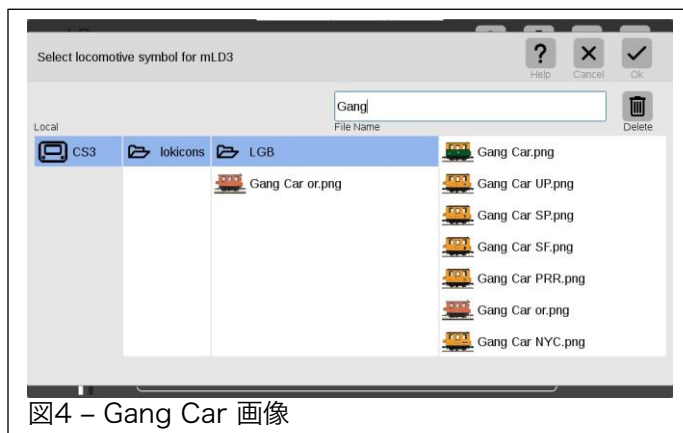 Select locomotive symbol for mLD3
Help
Cancel
Ok
Gang
Local
File Name
Delete
CS3
lokicons
LGB
Gang Car or.png
Gang Car.png
Gang Car UP.png
Gang Car SP.png
Gang Car SF.png
Gang Car PRR.png
Gang Car or.png
Gang Car NYC.png
図4 – Gang Car 画像